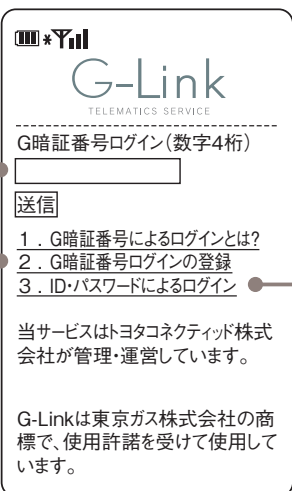 G-Link
TELEMATICS SERVICE
G暗証番号ログイン(数字4桁)
送信
1．G暗証番号によるログインとは?
2．G暗証番号ログインの登録
3．ID・パスワードによるログイン
当サービスはトヨタコネクティッド株式
会社が管理・運営しています。
G-Linkは東京ガス株式会社の商
標で、使用許諾を受けて使用して
います。